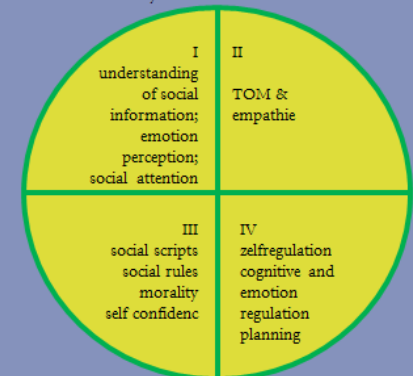 I
understanding
of social
information;
emotion
perception;
social attention
II
TOM &
empathie
III
social scripts
social rules
morality
self confidenc
IV
zelfregulation
cognitive and
emotion
regulation
planning